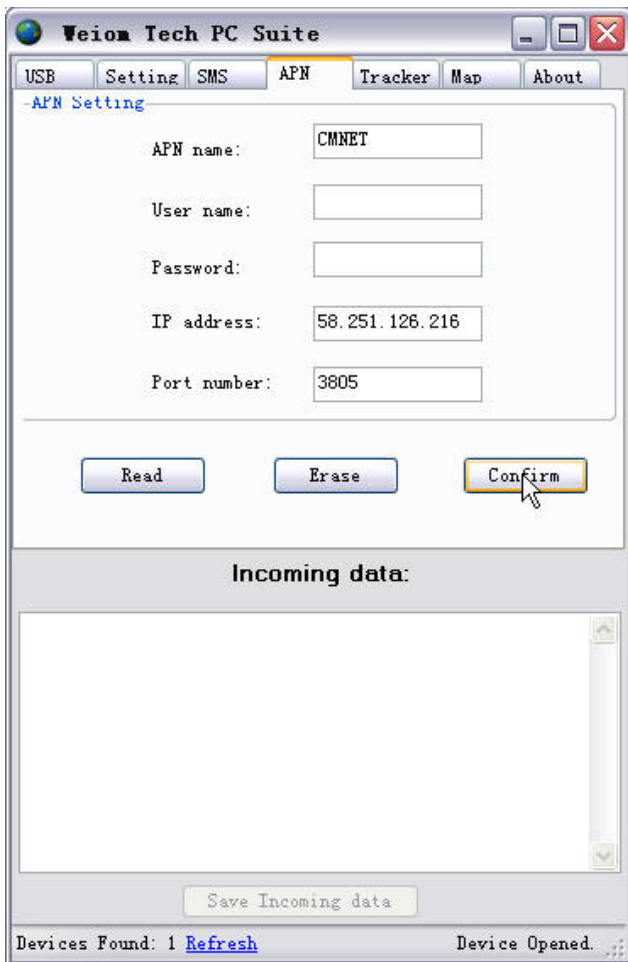 Weiom Tech PC Suite
USB Setting SMS APN Tracker Map About
APN Setting
APN name: CMNET
User name:
Password:
IP address: 58.251.126.216
Port number: 3805
Read Erase Confirm
Incoming data:
Save Incoming data
Devices Found: 1 Refresh Device Opened.